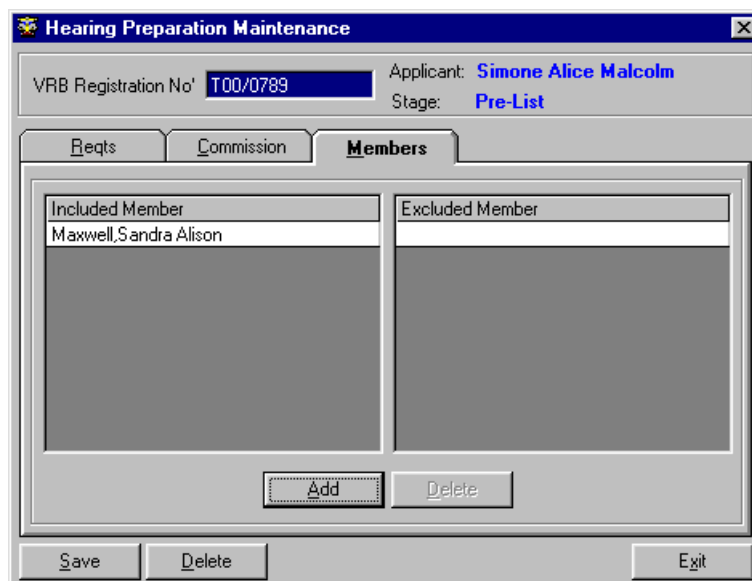 Hearing Preparation Maintenance
VRB Registration No' T00/0789 Applicant: Simone Alice Malcolm
Stage: Pre-List
Reqts Commission Members
Included Member Excluded Member
Maxwell,Sandra Alison
Add Delete
Save Delete Exit